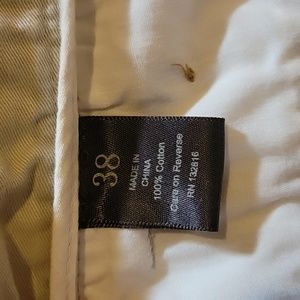 38
MADE IN
CHINA
100% Cotton
Care on Reverse
RN 132816